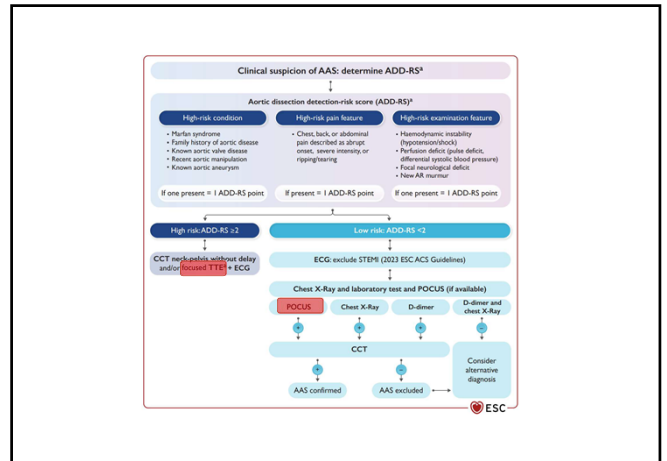 Clinical suspicion of AAS: determine ADD-RSᵃ
Aortic dissection detection-risk score (ADD-RS)ᵃ
High-risk condition
• Marfan syndrome
• Family history of aortic disease
• Known aortic valve disease
• Recent aortic manipulation
• Known aortic aneurysm
If one present = 1 ADD-RS point
High-risk pain feature
• Chest, back, or abdominal
pain described as abrupt
onset, severe intensity, or
ripping/tearing
If present = 1 ADD-RS point
High-risk examination feature
• Haemodynamic instability
(hypotension/shock)
• Perfusion deficit (pulse deficit,
differential systolic blood pressure)
• Focal neurological deficit
• New AR murmur
If one present = 1 ADD-RS point
High risk: ADD-RS ≥2
Low risk: ADD-RS <2
CCT neck-pelvis without delay
and/or focused TTEᶜ + ECG
ECG: exclude STEMI (2023 ESC ACS Guidelines)
Chest X-Ray and laboratory test and POCUS (if available)
POCUS
Chest X-Ray
D-dimer
D-dimer and
chest X-Ray
+
+
+
–
CCT
Consider
alternative
diagnosis
+
–
AAS confirmed
AAS excluded
ESC